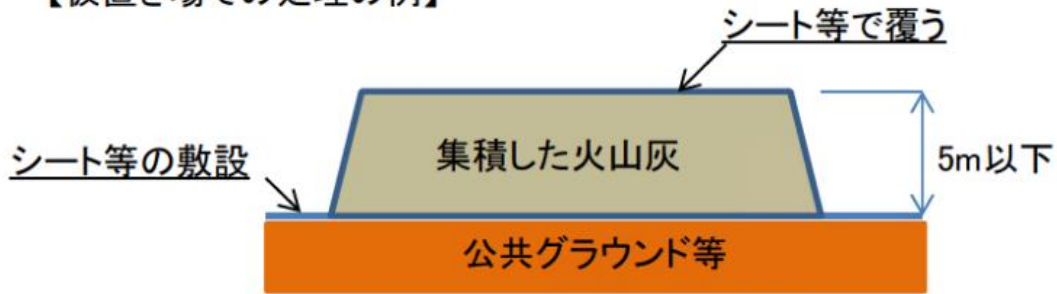 シート等で覆う
集積した火山灰
シート等の敷設
5m以下
公共グラウンド等